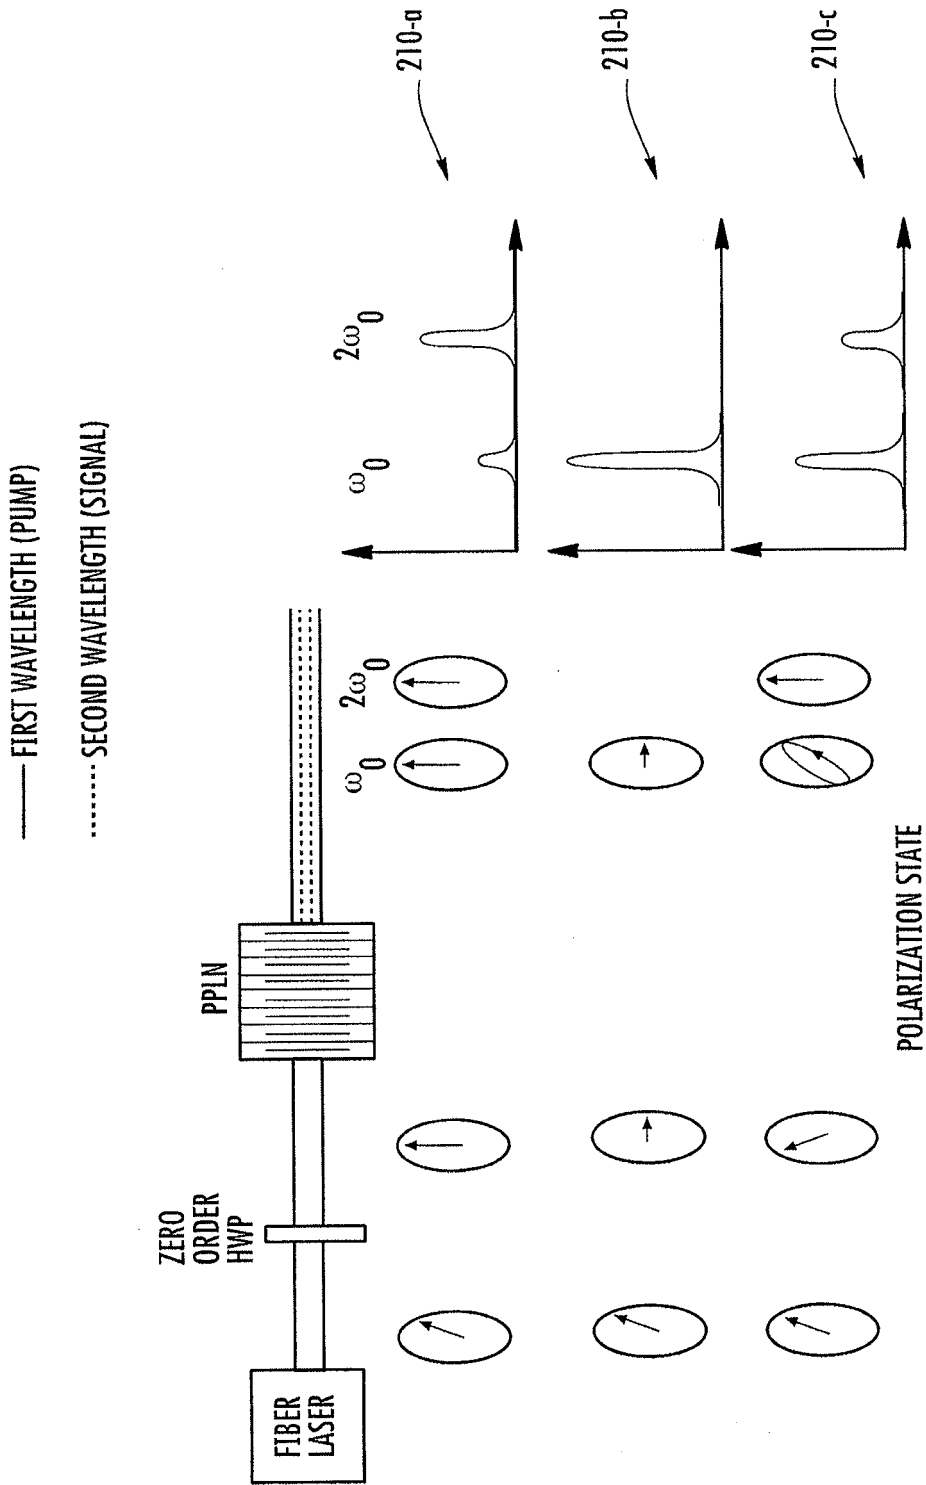 FIRST WAVELENGTH (PUMP)
SECOND WAVELENGTH (SIGNAL)
FIBER
LASER
ZERO
ORDER
HWP
PPLN
ω0
2ω0
ω0
2ω0
210-a
210-b
210-c
POLARIZATION STATE